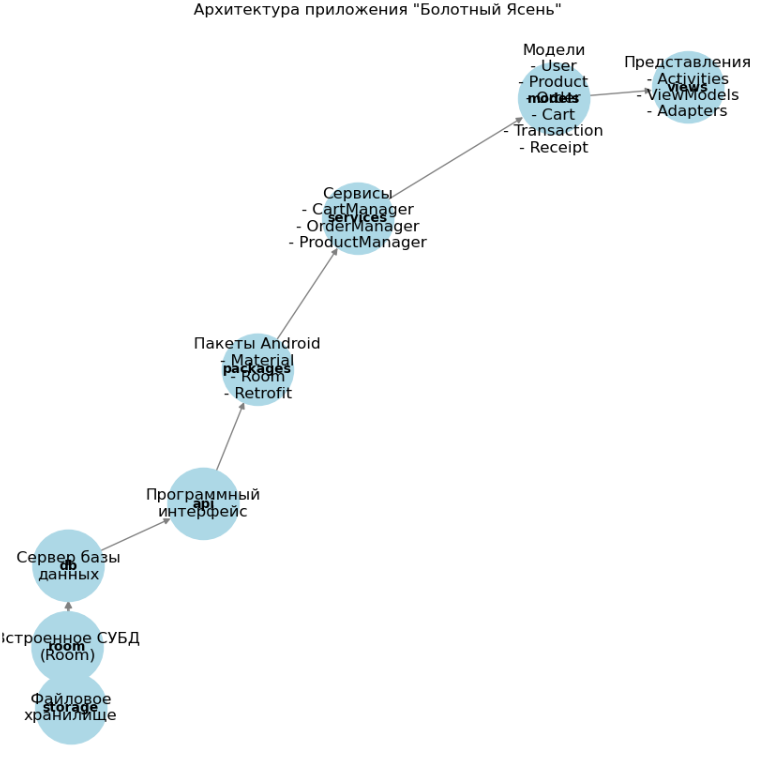 Архитектура приложения "Болотный Ясень"
Модели
- User
- Product
- Order
- Cart
- Transaction
- Receipt
models
Представления
- Activities
- ViewModels
- Adapters
views
Сервисы
- CartManager
- OrderManager
- ProductManager
services
Пакеты Android
- Material
- Room
- Retrofit
packages
Программный
интерфейс
api
Сервер базы
данных
db
Встроенное СУБД
(Room)
room
Файловое
хранилище
storage